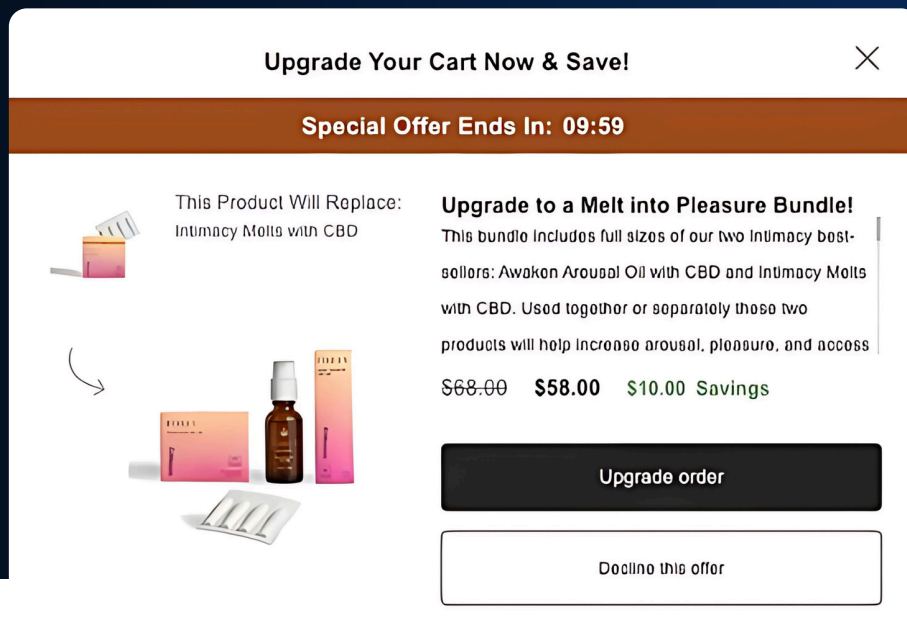 Upgrade Your Cart Now & Save!
Special Offer Ends In: 09:59
This Product Will Replace:
Intimacy Melts with CBD
Upgrade to a Melt into Pleasure Bundle!
This bundle includes full sizes of our two Intimacy best-
sellers: Awaken Arousal Oil with CBD and Intimacy Melts
with CBD. Used together or separately these two
products will help increase arousal, pleasure, and access
$68.00 $58.00 $10.00 Savings
Upgrade order
Decline this offer